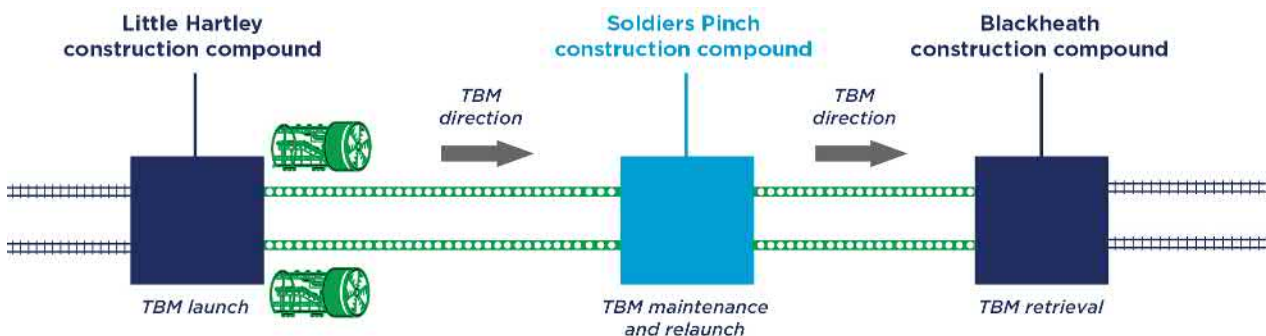 Little Hartley
construction compound
Soldiers Pinch
construction compound
Blackheath
construction compound
TBM
direction
TBM
direction
TBM launch
TBM maintenance
and relaunch
TBM retrieval